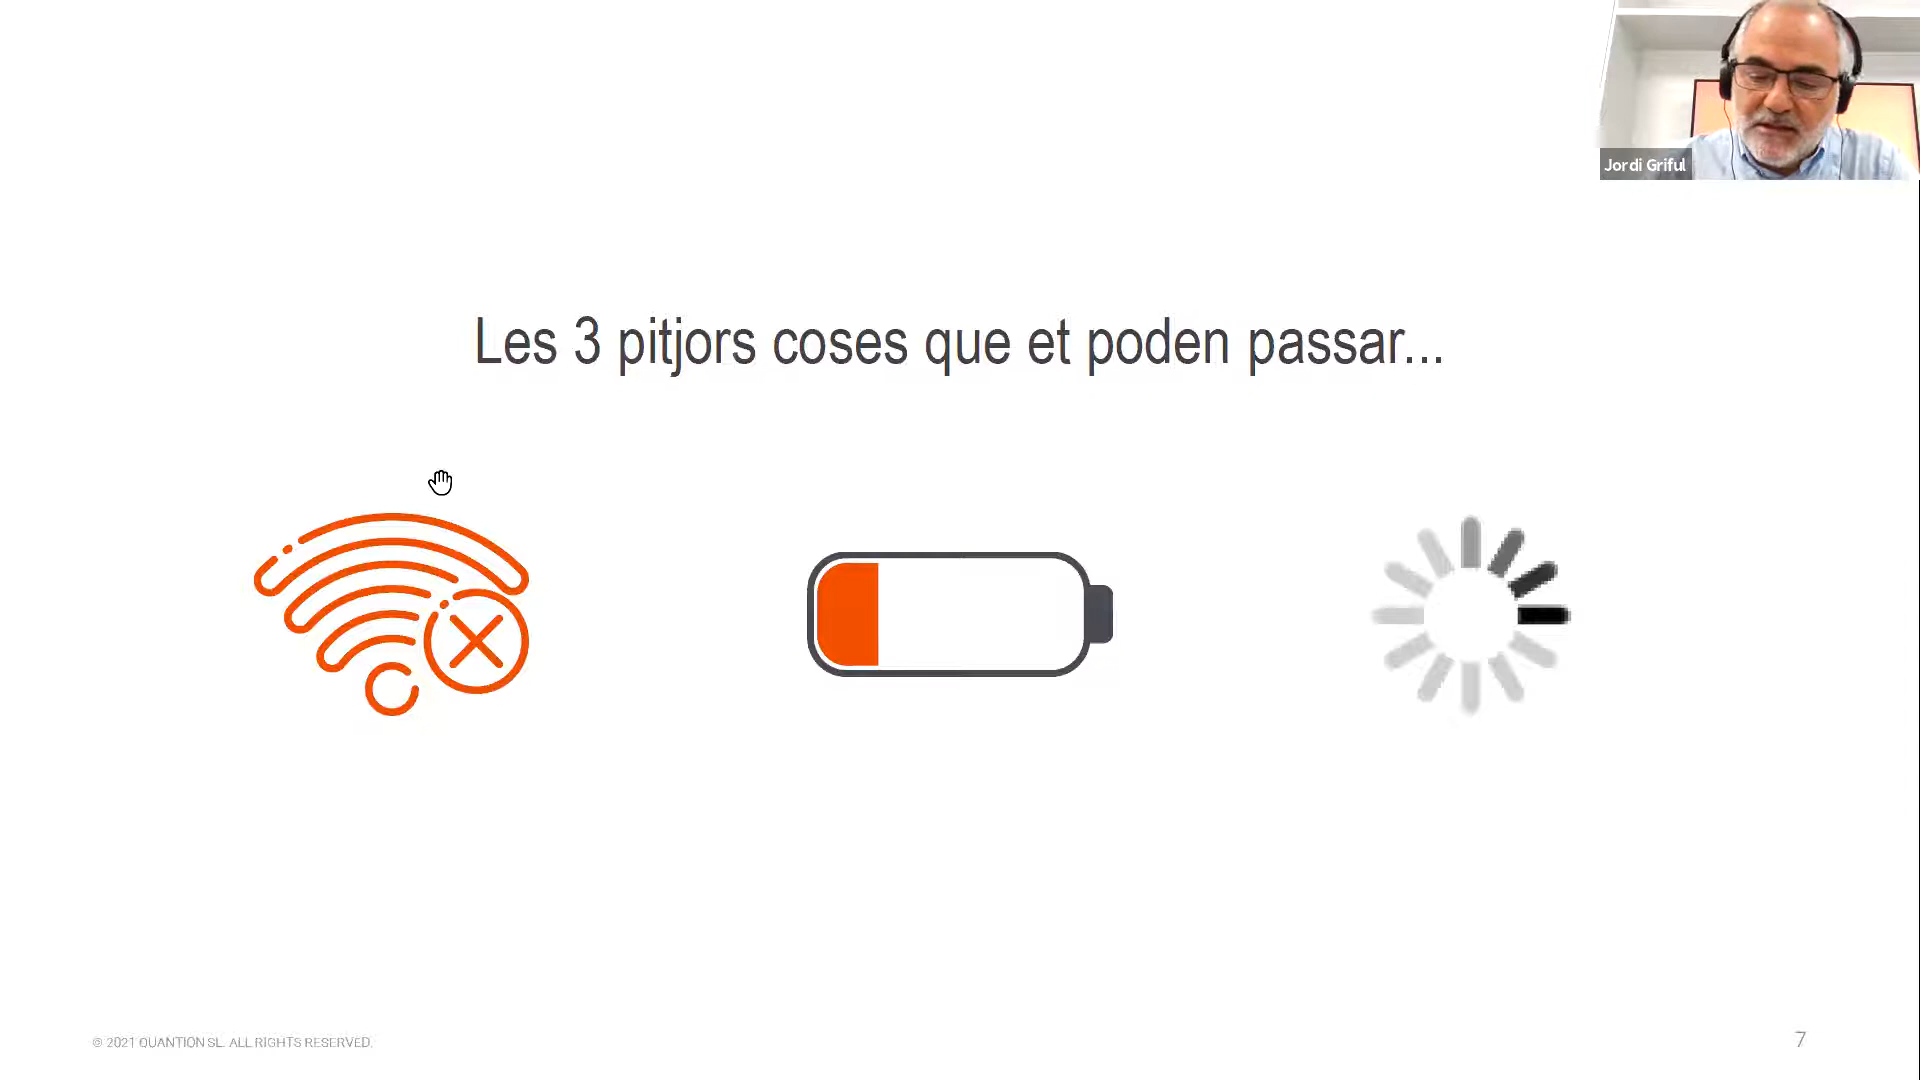 Jordi Griful
Les 3 pitjors coses que et poden passar...
© 2021 QUANTION SL. ALL RIGHTS RESERVED.
7